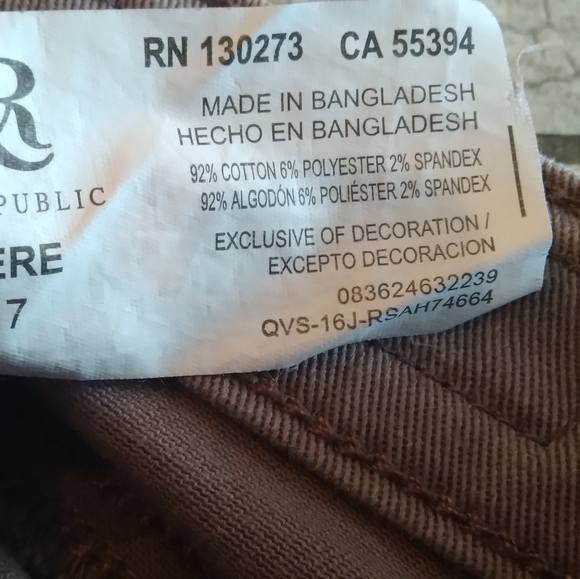 R
PUBLIC
ERE
7
RN 130273 CA 55394
MADE IN BANGLADESH
HECHO EN BANGLADESH
92% COTTON 6% POLYESTER 2% SPANDEX
92% ALGODÓN 6% POLIÉSTER 2% SPANDEX
EXCLUSIVE OF DECORATION /
EXCEPTO DECORACION
083624632239
QVS-16J-RSAH74664